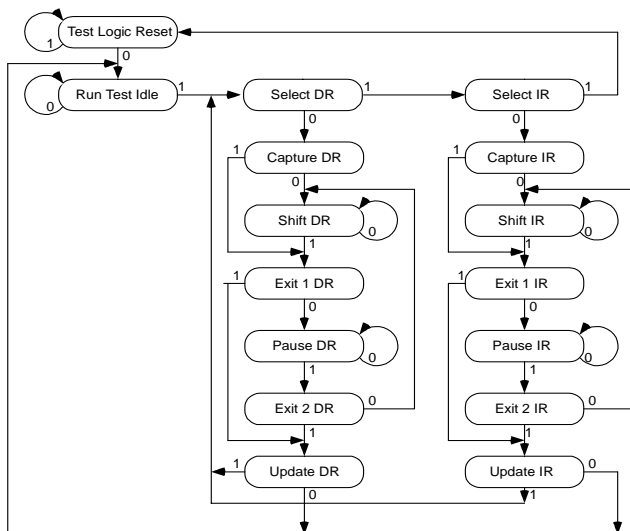 Test Logic Reset
1
0
Run Test Idle
0
1
Select DR
1
Select IR
1
0
0
1
Capture DR
1
Capture IR
0
0
Shift DR
0
Shift IR
0
1
1
1
Exit 1 DR
1
Exit 1 IR
0
0
Pause DR
0
Pause IR
0
1
1
Exit 2 DR
0
Exit 2 IR
0
1
1
1
Update DR
Update IR
0
0
1